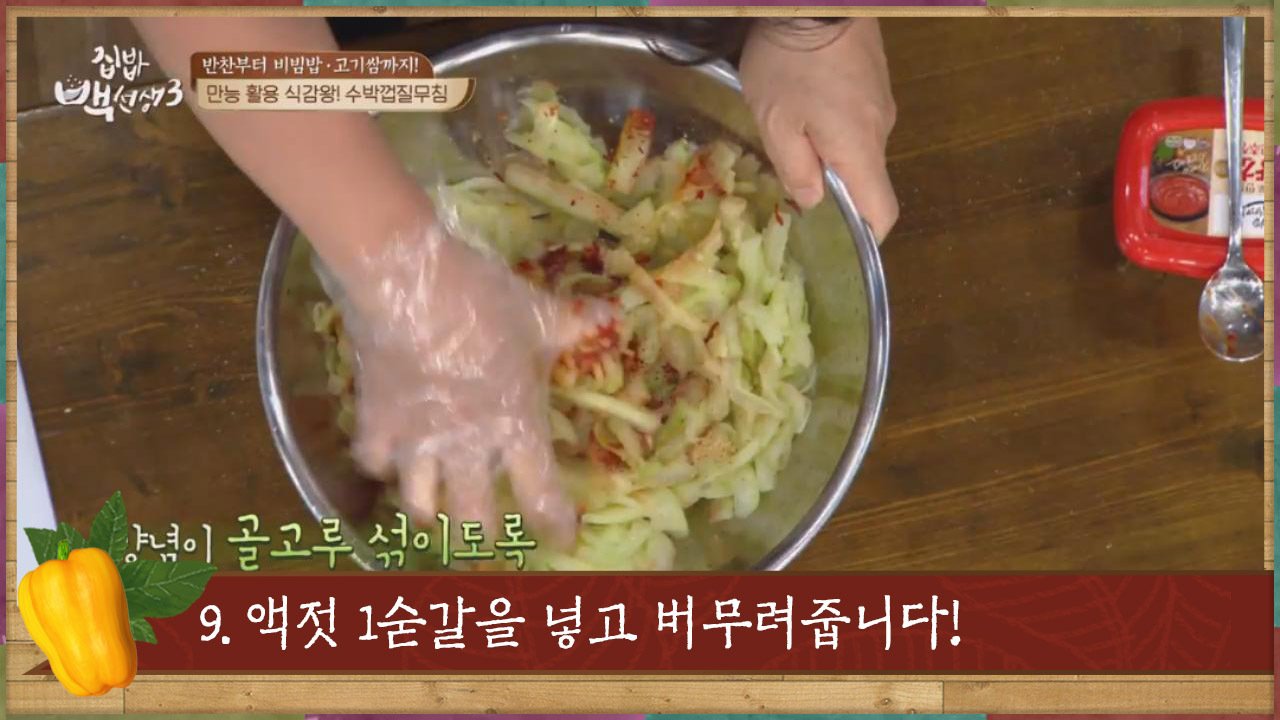 집밥
백선생3
반찬부터 비빔밥·고기쌈까지!
만능 활용 식감왕! 수박껍질무침
양념이 골고루 섞이도록
9. 액젓 1숟갈을 넣고 버무려줍니다!